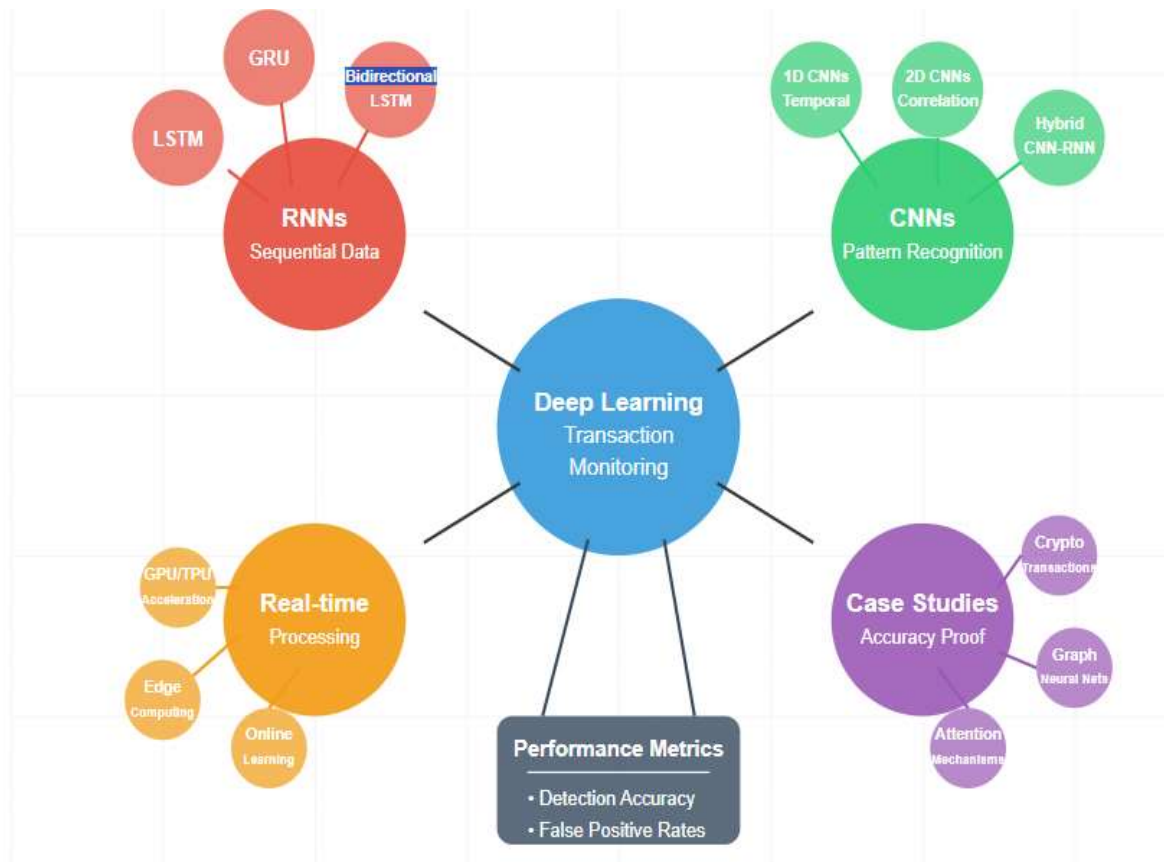 GRU
Bidirectional
LSTM
LSTM
RNNs
Sequential Data
1D CNNs
Temporal
2D CNNs
Correlation
Hybrid
CNN-RNN
CNNs
Pattern Recognition
Deep Learning
Transaction
Monitoring
GPU/TPU
Acceleration
Real-time
Processing
Edge
Computing
Online
Learning
Crypto
Transactions
Case Studies
Accuracy Proof
Graph
Neural Nets
Attention
Mechanisms
Performance Metrics
• Detection Accuracy
• False Positive Rates